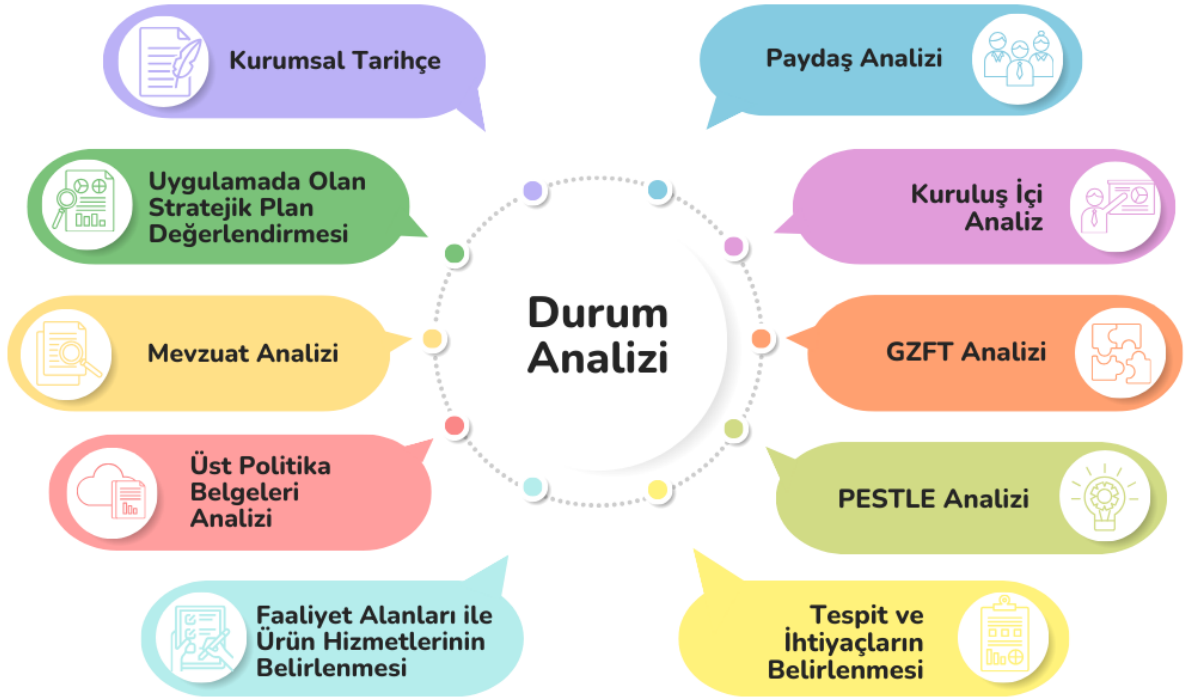 Kurumsal Tarihçe
Uygulamada Olan
Stratejik Plan
Değerlendirmesi
Mevzuat Analizi
Üst Politika
Belgeleri
Analizi
Faaliyet Alanları ile
Ürün Hizmetlerinin
Belirlenmesi
Durum
Analizi
Paydaş Analizi
Kuruluş İçi
Analiz
GZFT Analizi
PESTLE Analizi
Tespit ve
İhtiyaçların
Belirlenmesi